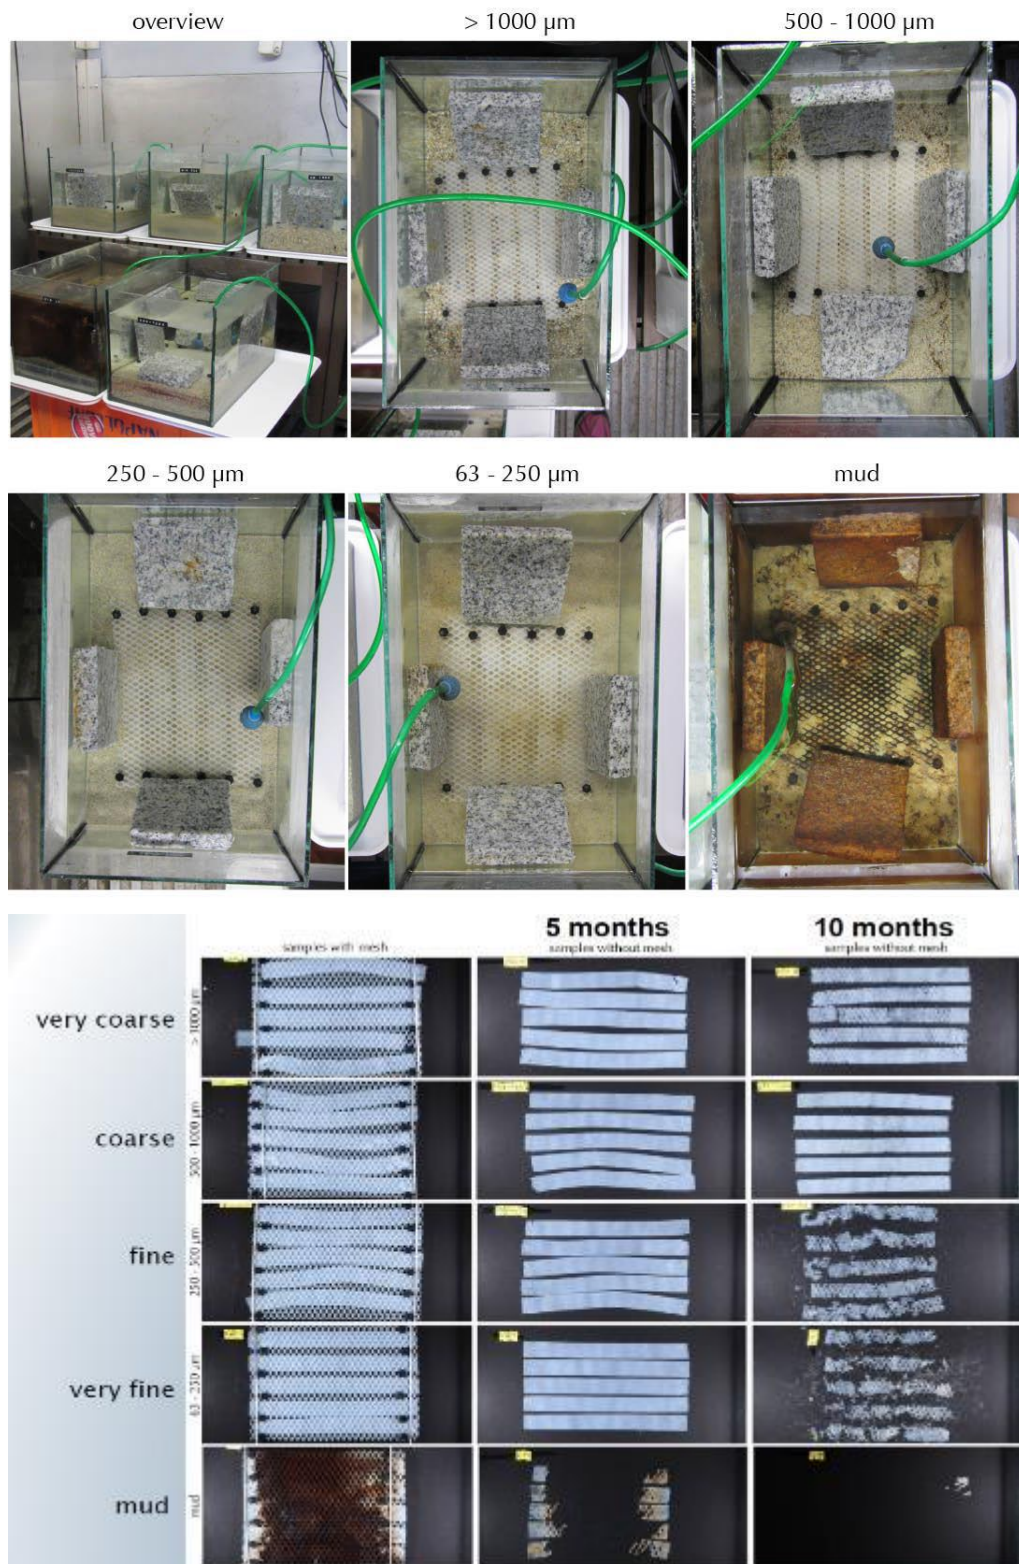 overview
> 1000 µm
500 - 1000 µm
250 - 500 µm
63 - 250 µm
mud
samples with mesh
5 months
samples without mesh
10 months
samples without mesh
very coarse
> 1000 µm
coarse
500 - 1000 µm
fine
250 - 500 µm
very fine
63 - 250 µm
mud
mud